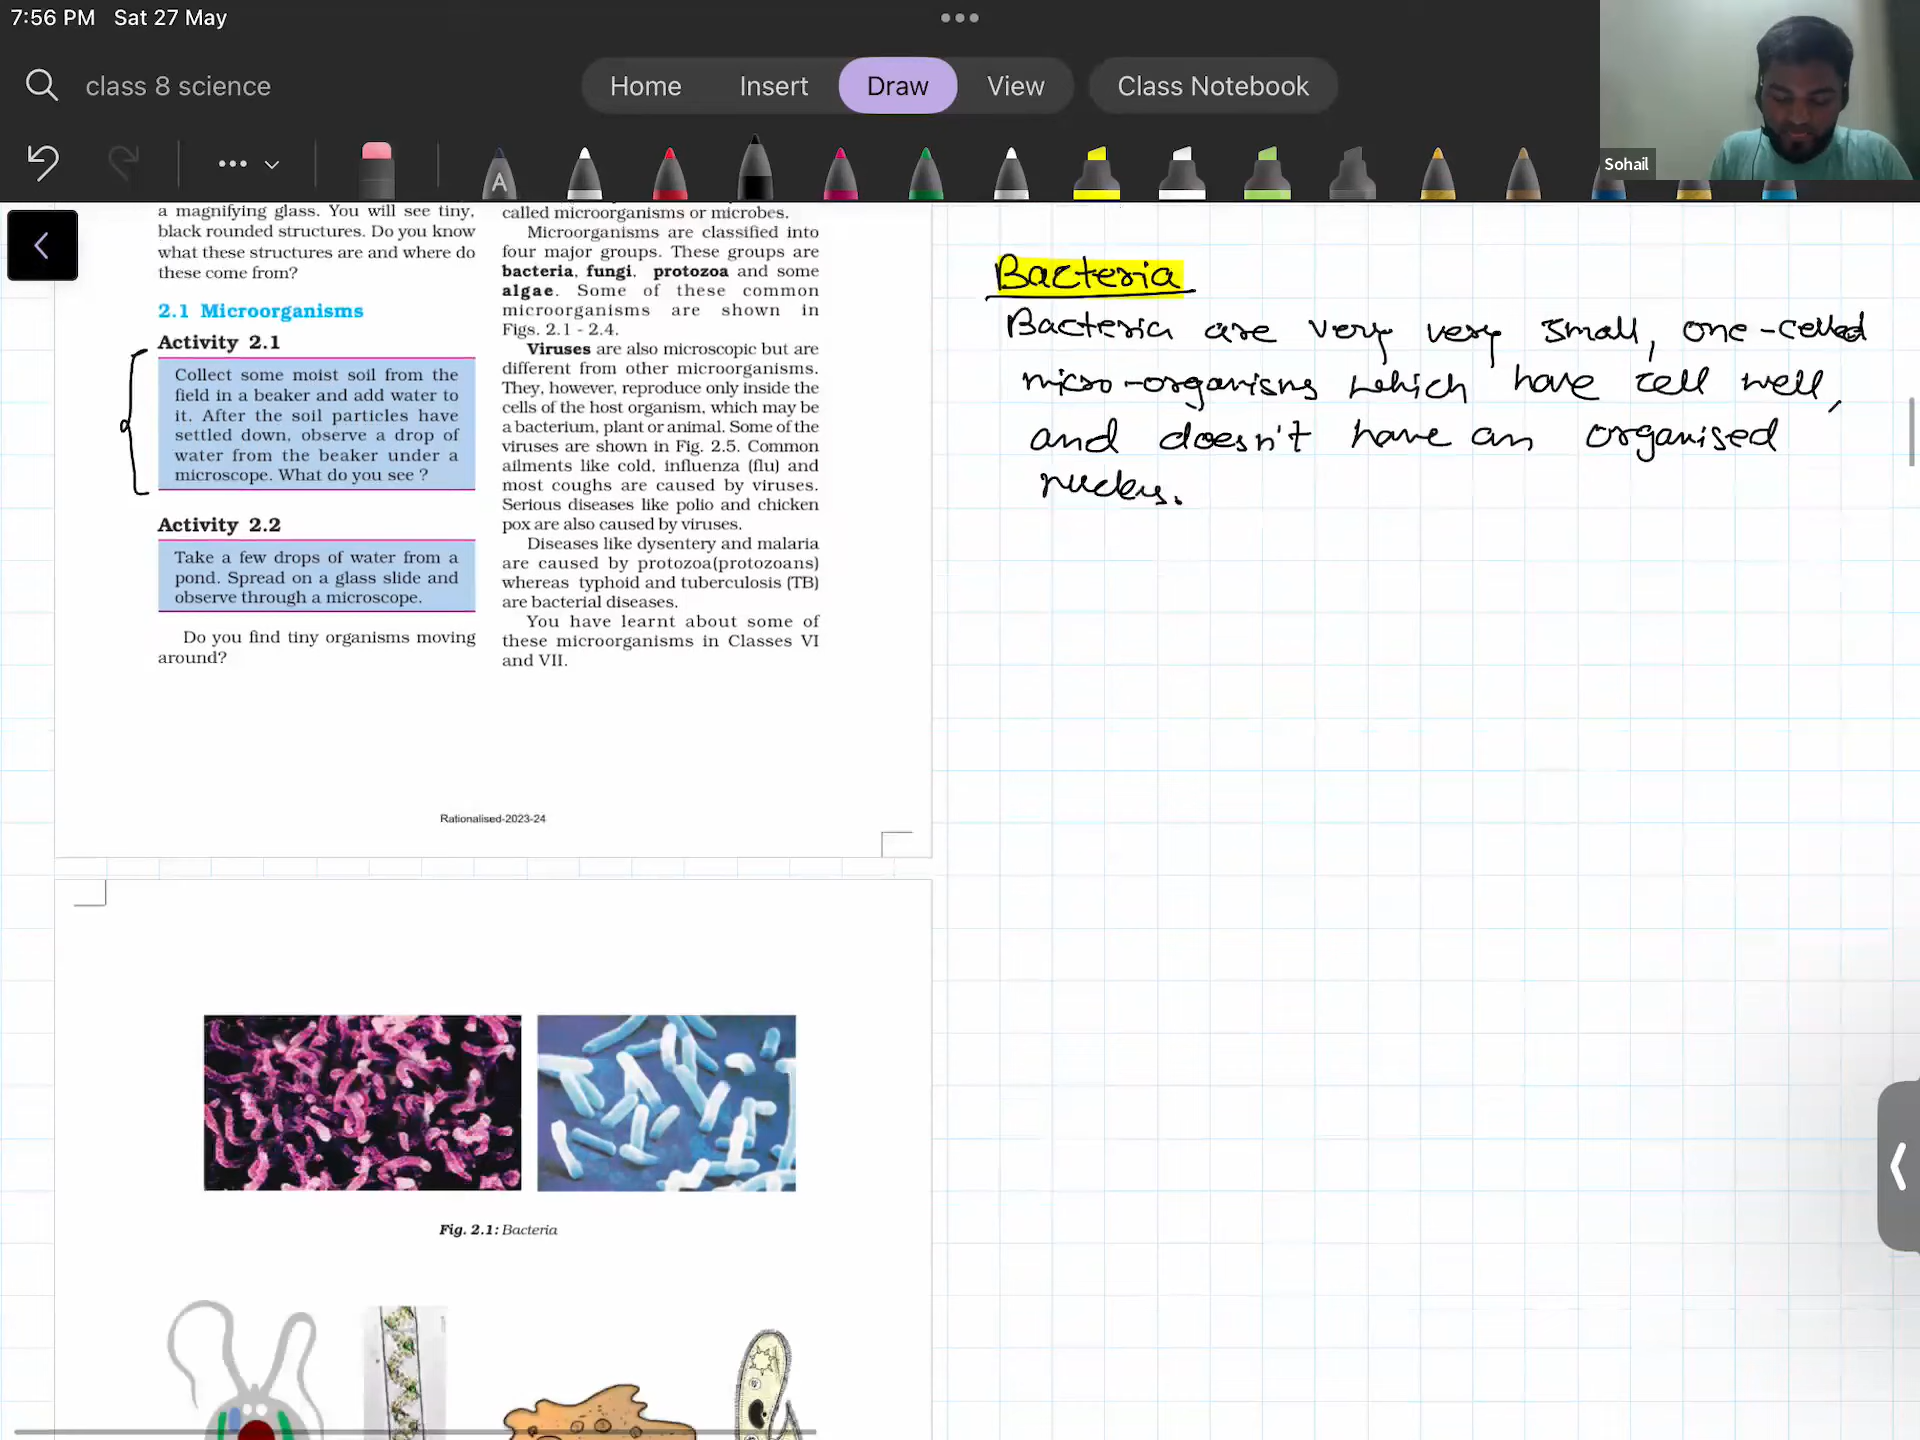 7:56 PM Sat 27 May
class 8 science
Home Insert Draw View Class Notebook
A
Sohail
a magnifying glass. You will see tiny,
black rounded structures. Do you know
what these structures are and where do
these come from?
2.1 Microorganisms
Activity 2.1
Collect some moist soil from the
field in a beaker and add water to
it. After the soil particles have
settled down, observe a drop of
water from the beaker under a
microscope. What do you see ?
Activity 2.2
Take a few drops of water from a
pond. Spread on a glass slide and
observe through a microscope.
Do you find tiny organisms moving
around?
called microorganisms or microbes.
Microorganisms are classified into
four major groups. These groups are
bacteria, fungi, protozoa and some
algae. Some of these common
microorganisms are shown in
Figs. 2.1 - 2.4.
Viruses are also microscopic but are
different from other microorganisms.
They, however, reproduce only inside the
cells of the host organism, which may be
a bacterium, plant or animal. Some of the
viruses are shown in Fig. 2.5. Common
ailments like cold, influenza (flu) and
most coughs are caused by viruses.
Serious diseases like polio and chicken
pox are also caused by viruses.
Diseases like dysentery and malaria
are caused by protozoa(protozoans)
whereas typhoid and tuberculosis (TB)
are bacterial diseases.
You have learnt about some of
these microorganisms in Classes VI
and VII.
Rationalised-2023-24
Fig. 2.1: Bacteria
Bacteria
Bacteria are very very small, one-celled
micro-organisms which have cell well,
and doesn't have an organised
nucleus.